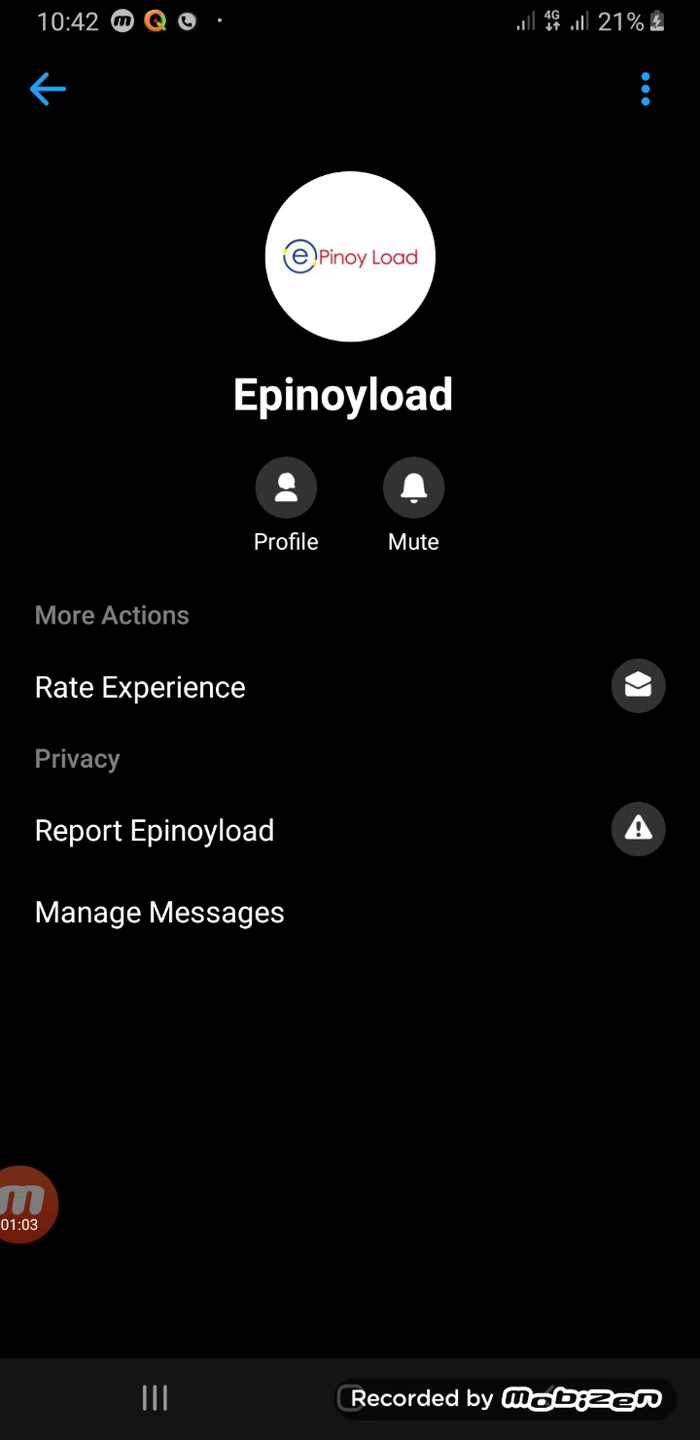 10:42
4G
21%
e Pinoy Load
Epinoyload
Profile
Mute
More Actions
Rate Experience
Privacy
Report Epinoyload
Manage Messages
m
01:03
Recorded by Mobizen